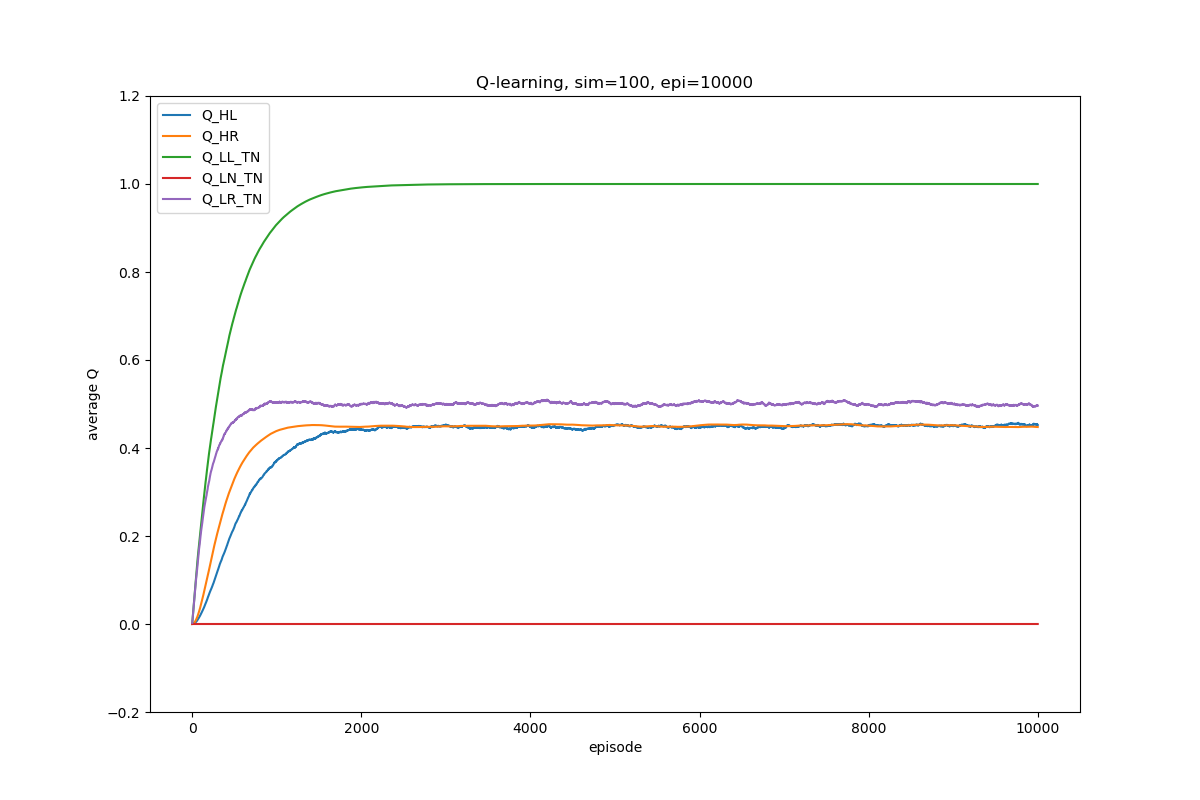 Q-learning, sim=100, epi=10000
1.2
1.0
0.8
0.6
0.4
0.2
0.0
−0.2
average Q
Q_HL
Q_HR
Q_LL_TN
Q_LN_TN
Q_LR_TN
0
2000
4000
6000
8000
10000
episode